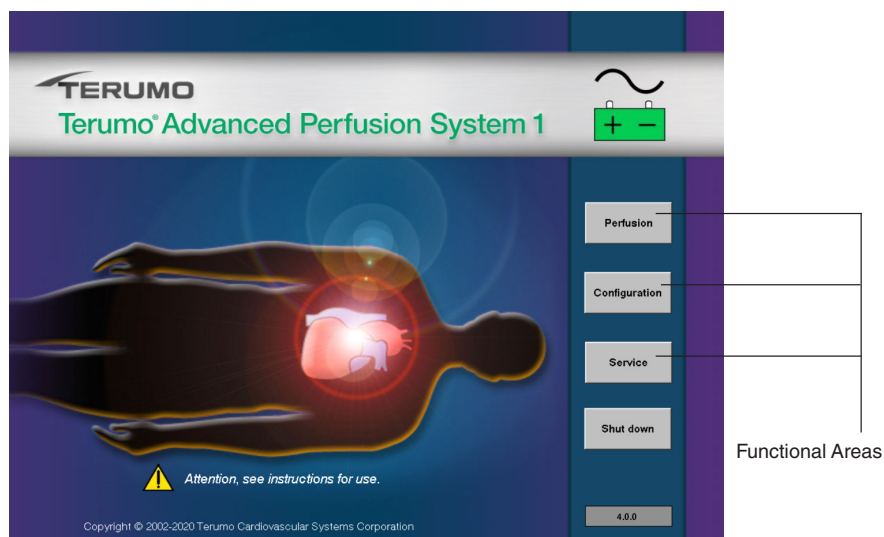 TERUMO
Terumo® Advanced Perfusion System 1
+ −
Perfusion
Configuration
Service
Shut down
Functional Areas
Attention, see instructions for use.
4.0.0
Copyright © 2002-2020 Terumo Cardiovascular Systems Corporation